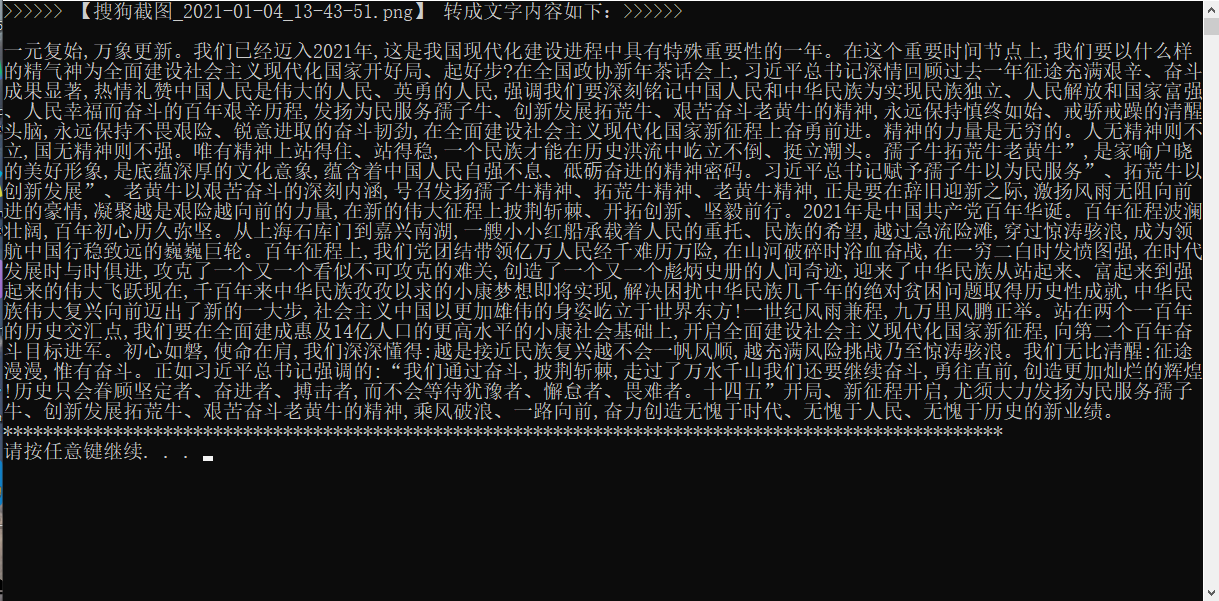 >>>>>> 【搜狗截图_2021-01-04_13-43-51.png】 转成文字内容如下: >>>>>>
一元复始,万象更新。我们已经迈入2021年,这是我国现代化建设进程中具有特殊重要性的一年。在这个重要时间节点上,我们要以什么样
的精气神为全面建设社会主义现代化国家开好局、起好步?在全国政协新年茶话会上,习近平总书记深情回顾过去一年征途充满艰辛、奋斗
成果显著,热情礼赞中国人民是伟大的人民、英勇的人民,强调我们要深刻铭记中国人民和中华民族为实现民族独立、人民解放和国家富强
、人民幸福而奋斗的百年艰辛历程,发扬为民服务孺子牛、创新发展拓荒牛、艰苦奋斗老黄牛的精神,永远保持慎终如始、戒骄戒躁的清醒
头脑,永远保持不畏艰险、锐意进取的奋斗韧劲,在全面建设社会主义现代化国家新征程上奋勇前进。精神的力量是无穷的。人无精神则不
立,国无精神则不强。唯有精神上站得住、站得稳,一个民族才能在历史洪流中屹立不倒、挺立潮头。孺子牛拓荒牛老黄牛”,是家喻户晓
的美好形象,是底蕴深厚的文化意象,蕴含着中国人民自强不息、砥砺奋进的精神密码。习近平总书记赋予孺子牛以为民服务”、拓荒牛以
创新发展”、老黄牛以艰苦奋斗的深刻内涵,号召发扬孺子牛精神、拓荒牛精神、老黄牛精神,正是要在辞旧迎新之际,激扬风雨无阻向前
进的豪情,凝聚越是艰险越向前的力量,在新的伟大征程上披荆斩棘、开拓创新、坚毅前行。2021年是中国共产党百年华诞。百年征程波澜
壮阔,百年初心历久弥坚。从上海石库门到嘉兴南湖,一艘小小红船承载着人民的重托、民族的希望,越过急流险滩,穿过惊涛骇浪,成为领
航中国行稳致远的巍巍巨轮。百年征程上,我们党团结带领亿万人民经千难历万险,在山河破碎时浴血奋战,在一穷二白时发愤图强,在时代
发展时与时俱进,攻克了一个又一个看似不可攻克的难关,创造了一个又一个彪炳史册的人间奇迹,迎来了中华民族从站起来、富起来到强
起来的伟大飞跃现在,千百年来中华民族孜孜以求的小康梦想即将实现,解决困扰中华民族几千年的绝对贫困问题取得历史性成就,中华民
族伟大复兴向前迈出了新的一大步,社会主义中国以更加雄伟的身姿屹立于世界东方!一世纪风雨兼程,九万里风鹏正举。站在两个一百年
的历史交汇点,我们要在全面建成惠及14亿人口的更高水平的小康社会基础上,开启全面建设社会主义现代化国家新征程,向第二个百年奋
斗目标进军。初心如磐,使命在肩,我们深深懂得:越是接近民族复兴越不会一帆风顺,越充满风险挑战乃至惊涛骇浪。我们无比清醒:征途
漫漫,惟有奋斗。正如习近平总书记强调的:“我们通过奋斗,披荆斩棘,走过了万水千山我们还要继续奋斗,勇往直前,创造更加灿烂的辉煌
!历史只会眷顾坚定者、奋进者、搏击者,而不会等待犹豫者、懈怠者、畏难者。十四五”开局、新征程开启,尤须大力发扬为民服务孺子
牛、创新发展拓荒牛、艰苦奋斗老黄牛的精神,乘风破浪、一路向前,奋力创造无愧于时代、无愧于人民、无愧于历史的新业绩。
****************************************************************************************************
请按任意键继续. . .